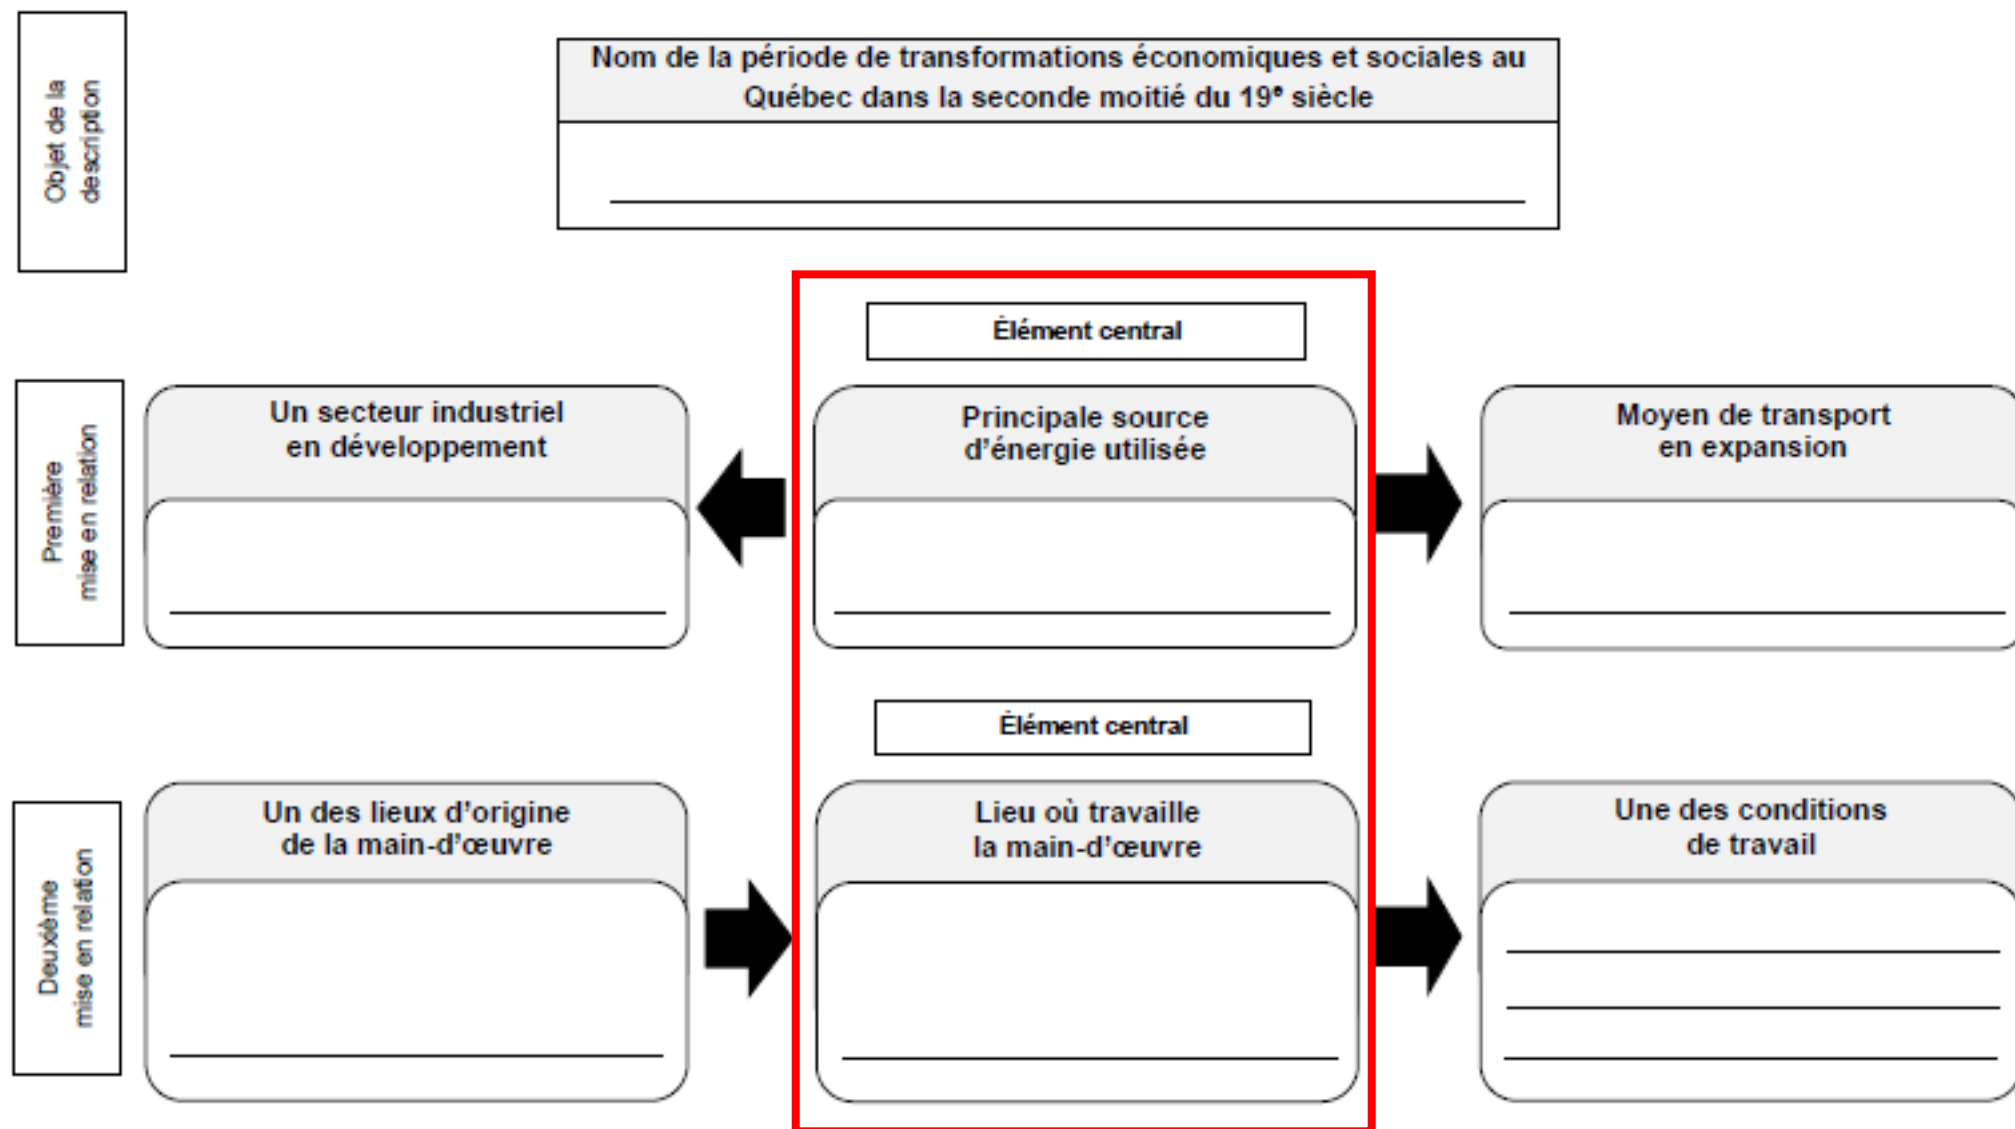 Objet de la
description
Nom de la période de transformations économiques et sociales au
Québec dans la seconde moitié du 19e siècle
Première
mise en relation
Élément central
Un secteur industriel
en développement
Principale source
d'énergie utilisée
Moyen de transport
en expansion
Deuxième
mise en relation
Élément central
Un des lieux d'origine
de la main-d'œuvre
Lieu où travaille
la main-d'œuvre
Une des conditions
de travail